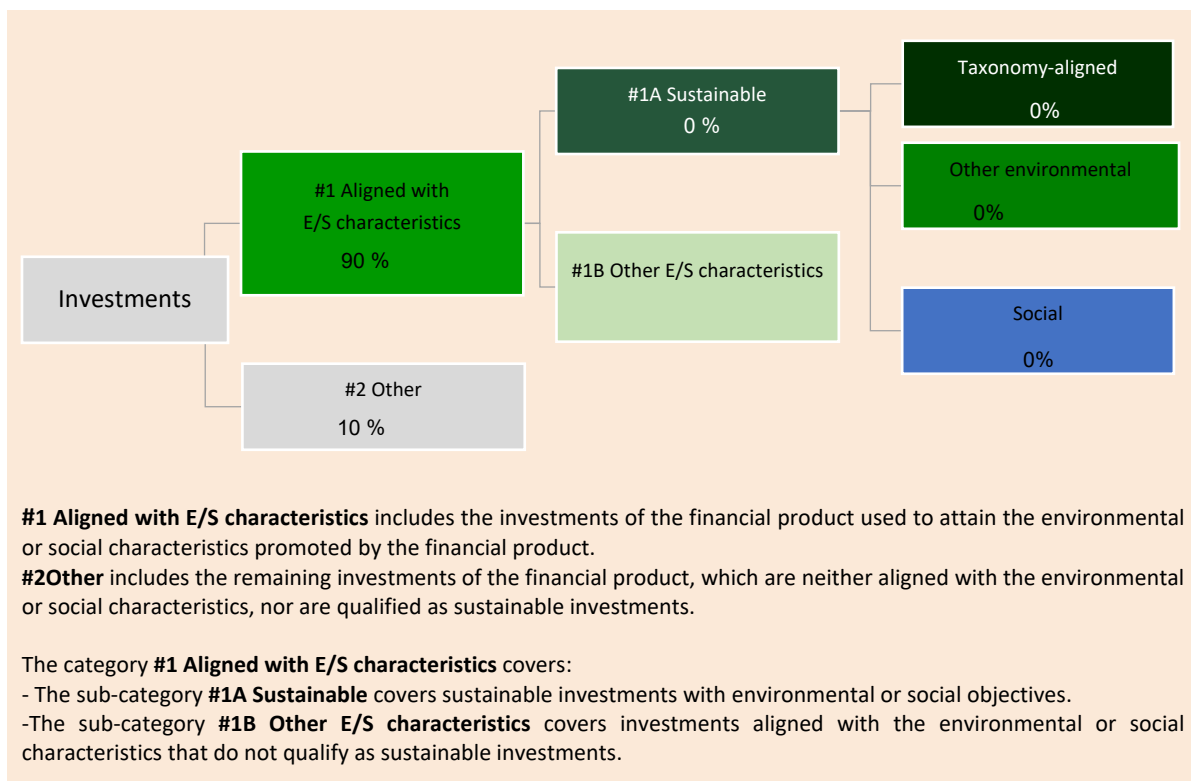 Investments
#1 Aligned with
E/S characteristics
90 %
#2 Other
10 %
#1A Sustainable
0 %
#1B Other E/S characteristics
Taxonomy-aligned
0%
Other environmental
0%
Social
0%
#1 Aligned with E/S characteristics includes the investments of the financial product used to attain the environmental
or social characteristics promoted by the financial product.
#2Other includes the remaining investments of the financial product, which are neither aligned with the environmental
or social characteristics, nor are qualified as sustainable investments.
The category #1 Aligned with E/S characteristics covers:
- The sub-category #1A Sustainable covers sustainable investments with environmental or social objectives.
-The sub-category #1B Other E/S characteristics covers investments aligned with the environmental or social
characteristics that do not qualify as sustainable investments.